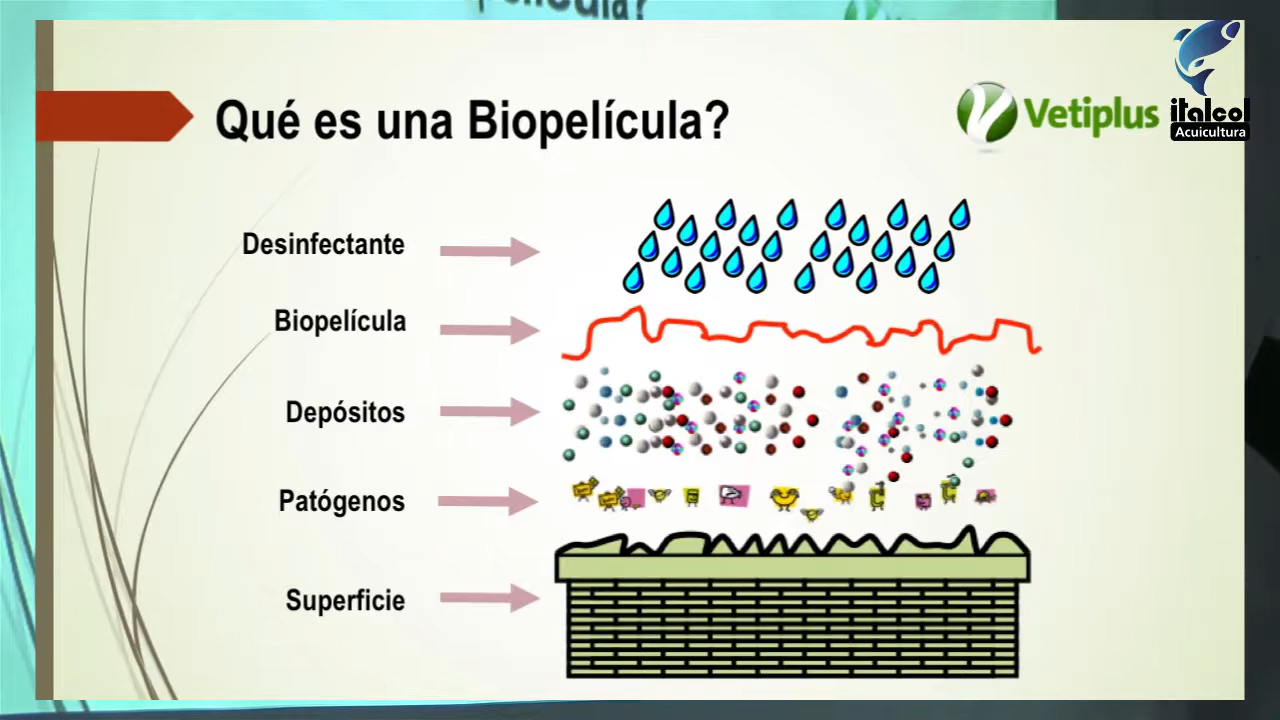 Qué es una Biopelícula?
Vetiplus
italcol
Acuicultura
Desinfectante
Biopelícula
Depósitos
Patógenos
Superficie